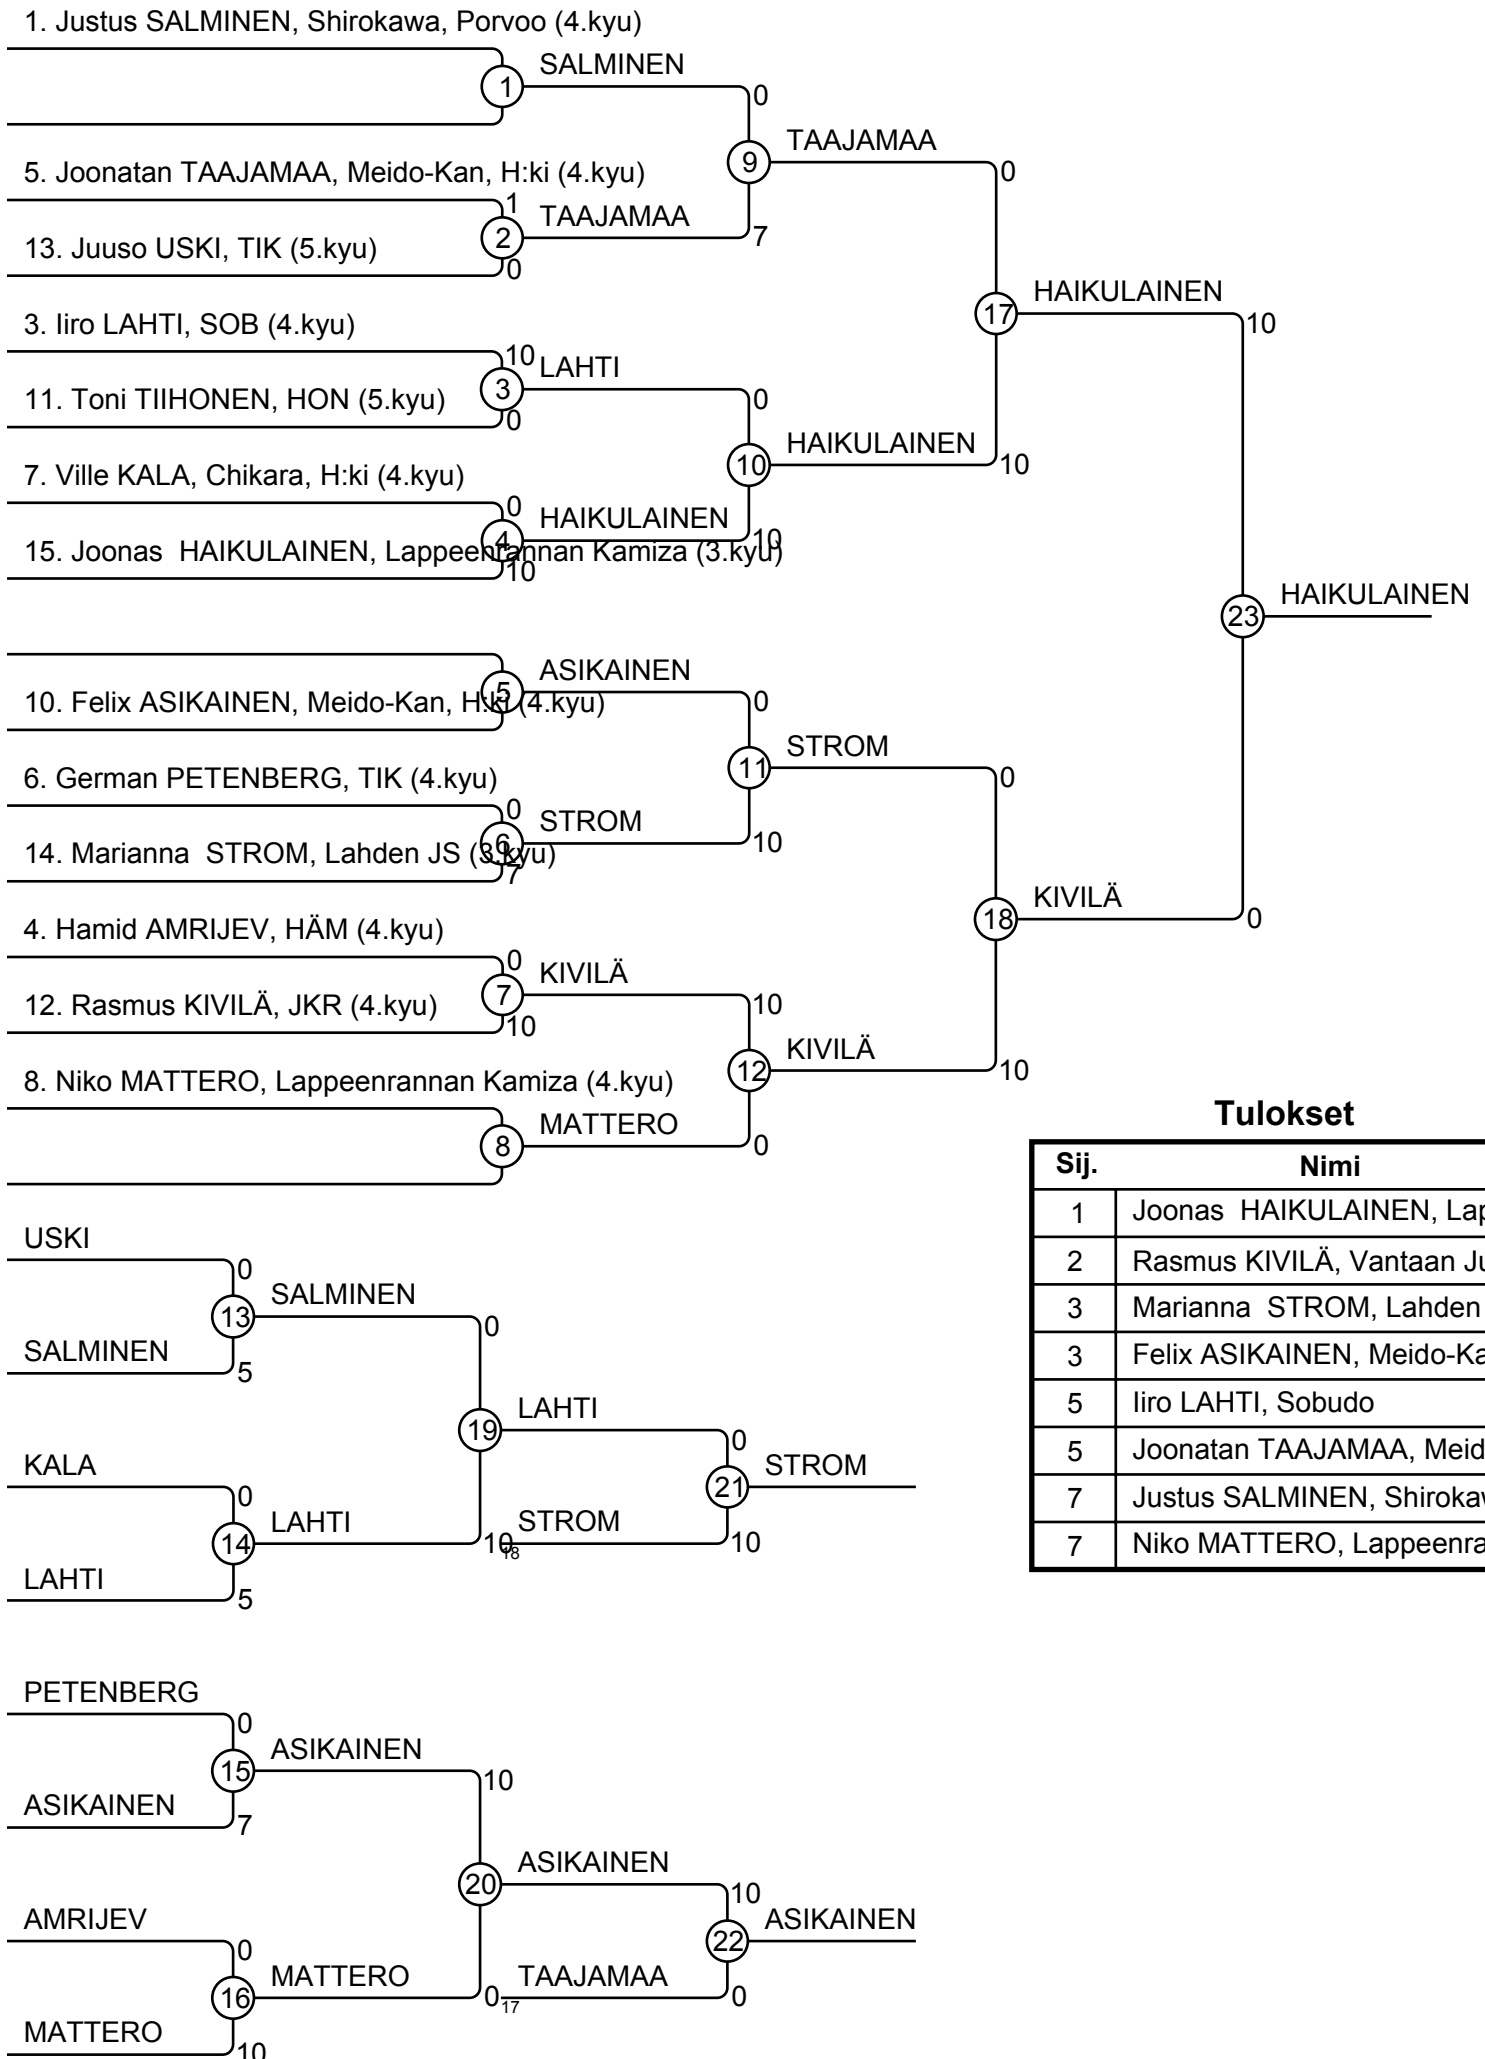 1. Justus SALMINEN, Shirokawa, Porvoo (4.kyu)
SALMINEN
1
0
TAAJAMAA
5. Joonatan TAAJAMAA, Meido-Kan, H:ki (4.kyu)
9
0
1
TAAJAMAA
2
7
13. Juuso USKI, TIK (5.kyu)
0
HAIKULAINEN
3. Iiro LAHTI, SOB (4.kyu)
17
10
10
LAHTI
3
0
11. Toni TIIHONEN, HON (5.kyu)
0
HAIKULAINEN
7. Ville KALA, Chikara, H:ki (4.kyu)
10
10
0
HAIKULAINEN
4
10
15. Joonas  HAIKULAINEN, Lappeenrannan Kamiza (3.kyu)
10
HAIKULAINEN
23
ASIKAINEN
5
0
10. Felix ASIKAINEN, Meido-Kan, H:ki (4.kyu)
STROM
6. German PETENBERG, TIK (4.kyu)
11
0
0
STROM
6
10
14. Marianna  STROM, Lahden JS (3.kyu)
7
KIVILÄ
4. Hamid AMRIJEV, HÄM (4.kyu)
18
0
0
KIVILÄ
7
10
12. Rasmus KIVILÄ, JKR (4.kyu)
10
KIVILÄ
8. Niko MATTERO, Lappeenrannan Kamiza (4.kyu)
12
10
MATTERO
8
0
Tulokset
Sij. Nimi
1 Joonas  HAIKULAINEN, Lap
2 Rasmus KIVILÄ, Vantaan Ju
3 Marianna  STROM, Lahden
3 Felix ASIKAINEN, Meido-Ka
5 Iiro LAHTI, Sobudo
5 Joonatan TAAJAMAA, Meid
7 Justus SALMINEN, Shirokaw
7 Niko MATTERO, Lappeenra
USKI
0
SALMINEN
13
0
SALMINEN
5
LAHTI
19
0
KALA
STROM
0
21
LAHTI
STROM
14
10
18
10
LAHTI
5
PETENBERG
0
ASIKAINEN
15
10
ASIKAINEN
7
ASIKAINEN
20
10
AMRIJEV
ASIKAINEN
0
22
MATTERO
TAAJAMAA
16
0
17
0
MATTERO
10